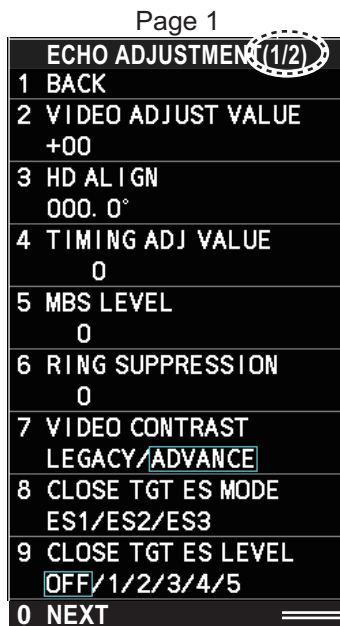 Page 1
ECHO ADJUSTMENT(1/2)
1 BACK
2 VIDEO ADJUST VALUE
+00
3 HD ALIGN
000.0°
4 TIMING ADJ VALUE
0
5 MBS LEVEL
0
6 RING SUPPRESSION
0
7 VIDEO CONTRAST
LEGACY/ADVANCE
8 CLOSE TGT ES MODE
ES1/ES2/ES3
9 CLOSE TGT ES LEVEL
OFF/1/2/3/4/5
0 NEXT